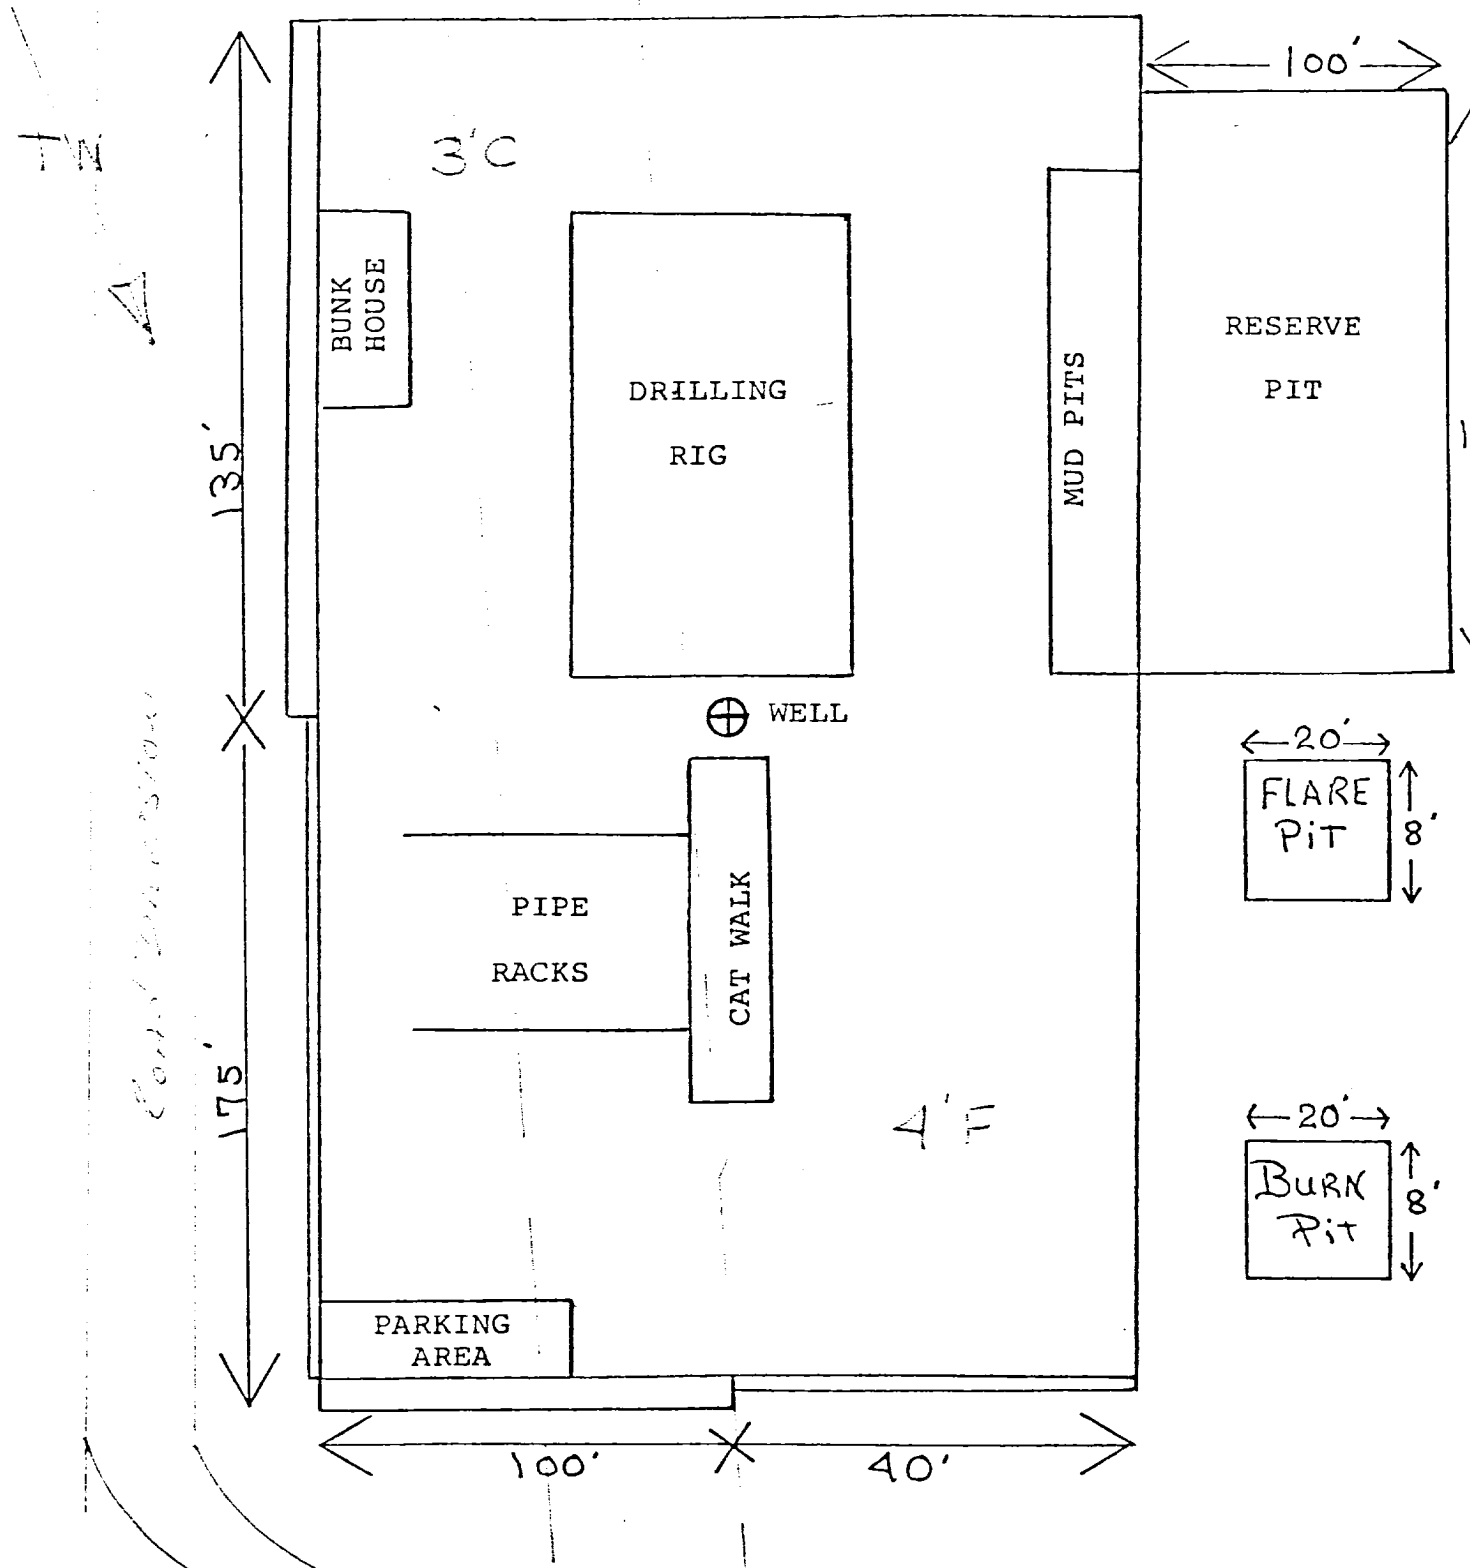 100'
N
3'C
BUNK
HOUSE
DRILLING
RIG
MUD PITS
RESERVE
PIT
135'
WELL
20'
FLARE
PIT
8'
PIPE
RACKS
CAT WALK
175'
4'F
20'
BURN
Pit
8'
PARKING
AREA
100'
40'